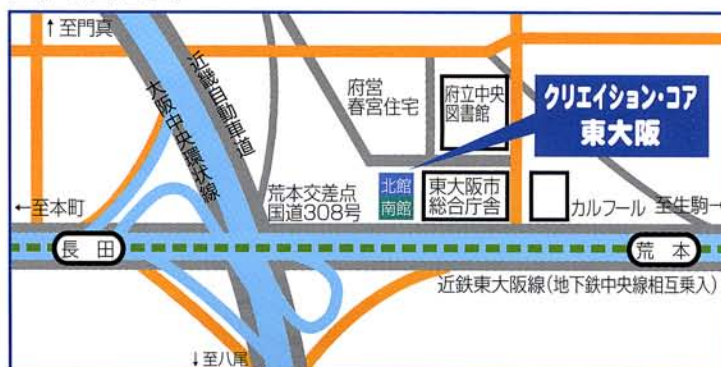 ↑至門真
近畿自動車道
大阪中央環状線
府営
春宮住宅
府立中央
図書館
クリエイション・コア
東大阪
荒本交差点
国道308号
北館
南館
東大阪市
総合庁舎
カルフール
至生駒→
←至本町
長田
荒本
近鉄東大阪線(地下鉄中央線相互乗入)
↓至八尾